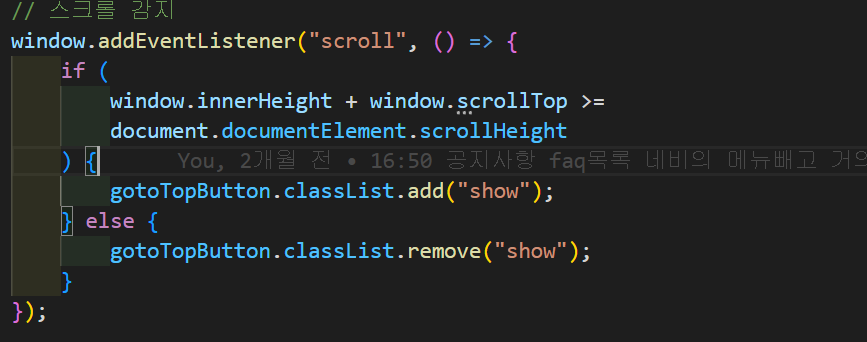 // 스크롤 감지
window.addEventListener("scroll", () => {
if (
window.innerHeight + window.scrollTop >=
document.documentElement.scrollHeight
) { You, 2개월 전 • 16:50 공지사항 faq목록 네비의 메뉴빼고 거의
gotoTopButton.classList.add("show");
} else {
gotoTopButton.classList.remove("show");
}
});